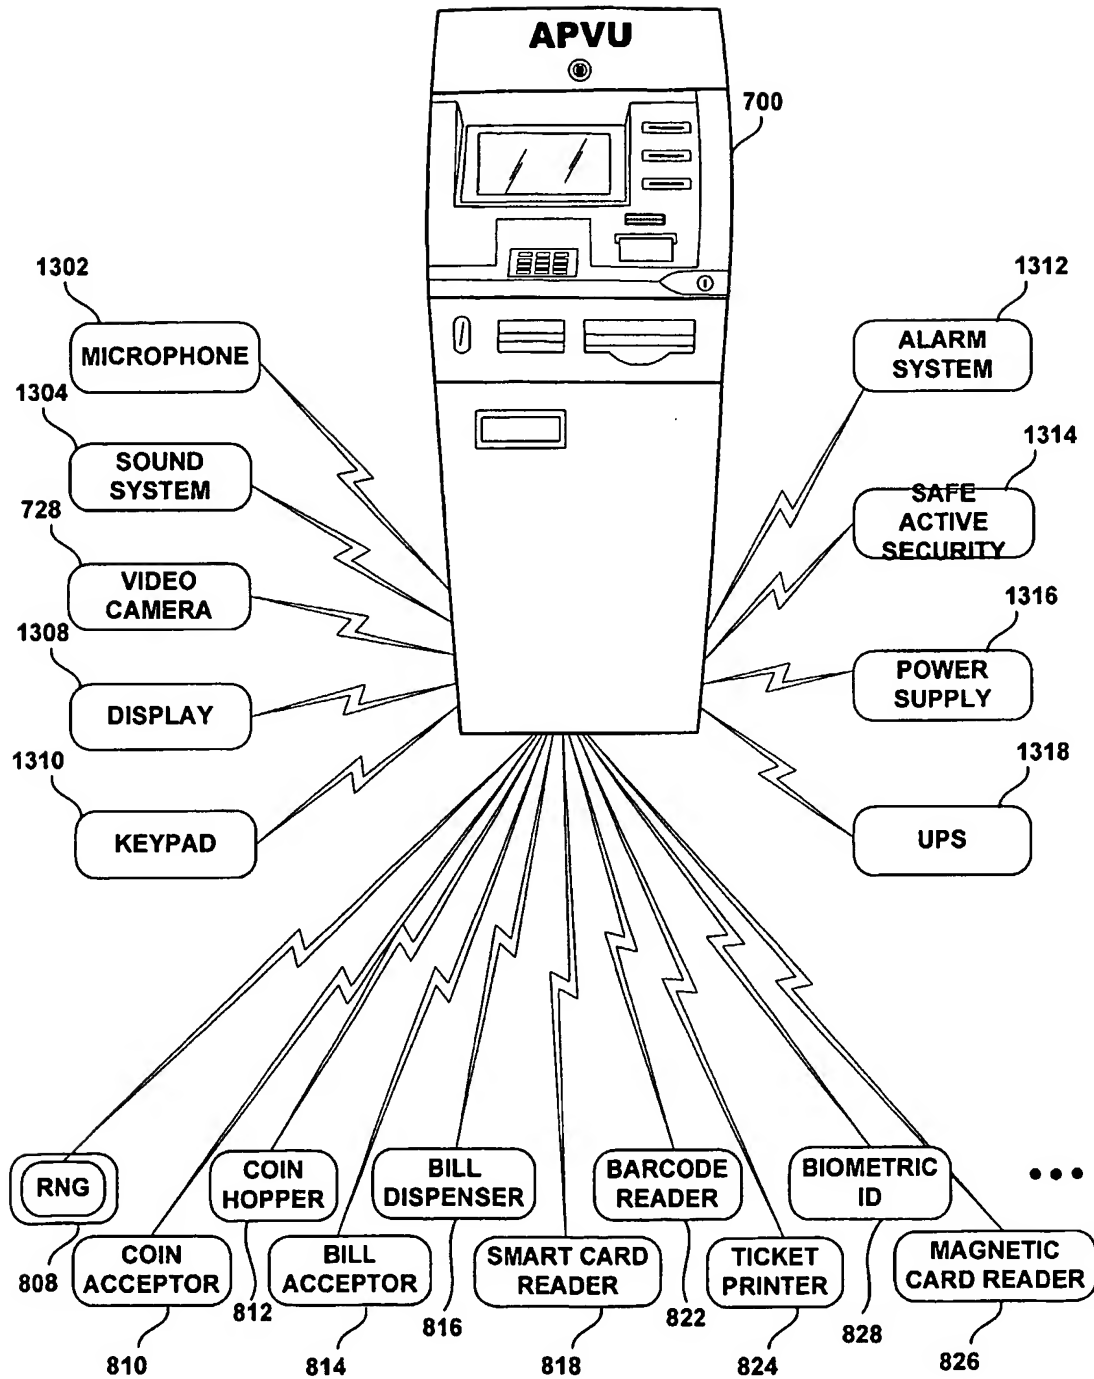 APVU
700
1302
MICROPHONE
1304
SOUND
SYSTEM
728
VIDEO
CAMERA
1308
DISPLAY
1310
KEYPAD
1312
ALARM
SYSTEM
1314
SAFE
ACTIVE
SECURITY
1316
POWER
SUPPLY
1318
UPS
RNG
808
COIN
ACCEPTOR
810
COIN
HOPPER
812
BILL
ACCEPTOR
814
BILL
DISPENSER
816
SMART CARD
READER
818
BARCODE
READER
822
TICKET
PRINTER
824
BIOMETRIC
ID
828
MAGNETIC
CARD READER
826
•••